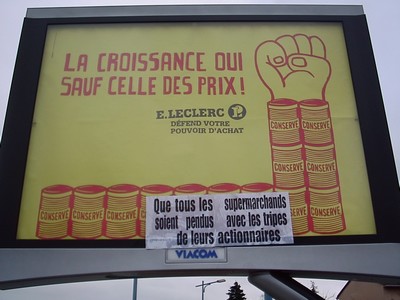 LA CROISSANCE OUI
SAUF CELLE DES PRIX !
E.LECLERC
DÉFEND VOTRE
POUVOIR D'ACHAT
CONSERVE CONSERVE
CONSERVE CONSERVE
CONSERVE CONSERVE
CONSERVE CONSERVE CONSERVE CONSERVE
CONSERVE
Que tous les supermarchands
soient pendus avec les tripes
de leurs actionnaires
VIACOM